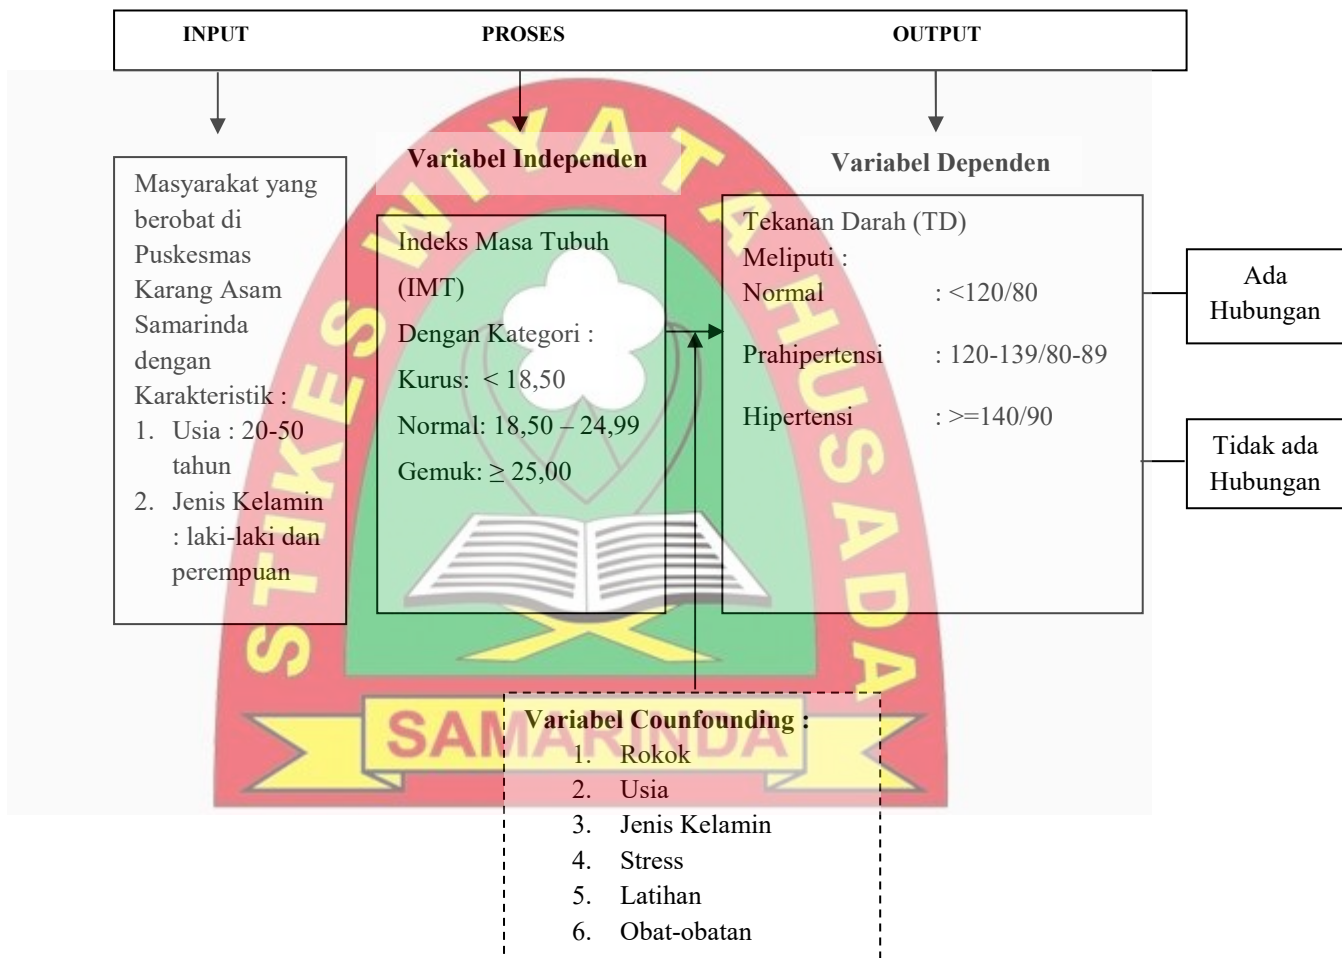 INPUT PROSES OUTPUT
Masyarakat yang
berobat di
Puskesmas
Karang Asam
Samarinda
dengan
Karakteristik :
1. Usia : 20-50
tahun
2. Jenis Kelamin
: laki-laki dan
perempuan
Variabel Independen
Indeks Masa Tubuh
(IMT)
Dengan Kategori :
Kurus: < 18,50
Normal: 18,50 – 24,99
Gemuk: ≥ 25,00
Variabel Dependen
Tekanan Darah (TD)
Meliputi :
Normal : <120/80
Prahipertensi : 120-139/80-89
Hipertensi : >=140/90
Ada
Hubungan
Tidak ada
Hubungan
Variabel Counfounding :
1. Rokok
2. Usia
3. Jenis Kelamin
4. Stress
5. Latihan
6. Obat-obatan
STIKES WIYATA HUSADA
SAMARINDA